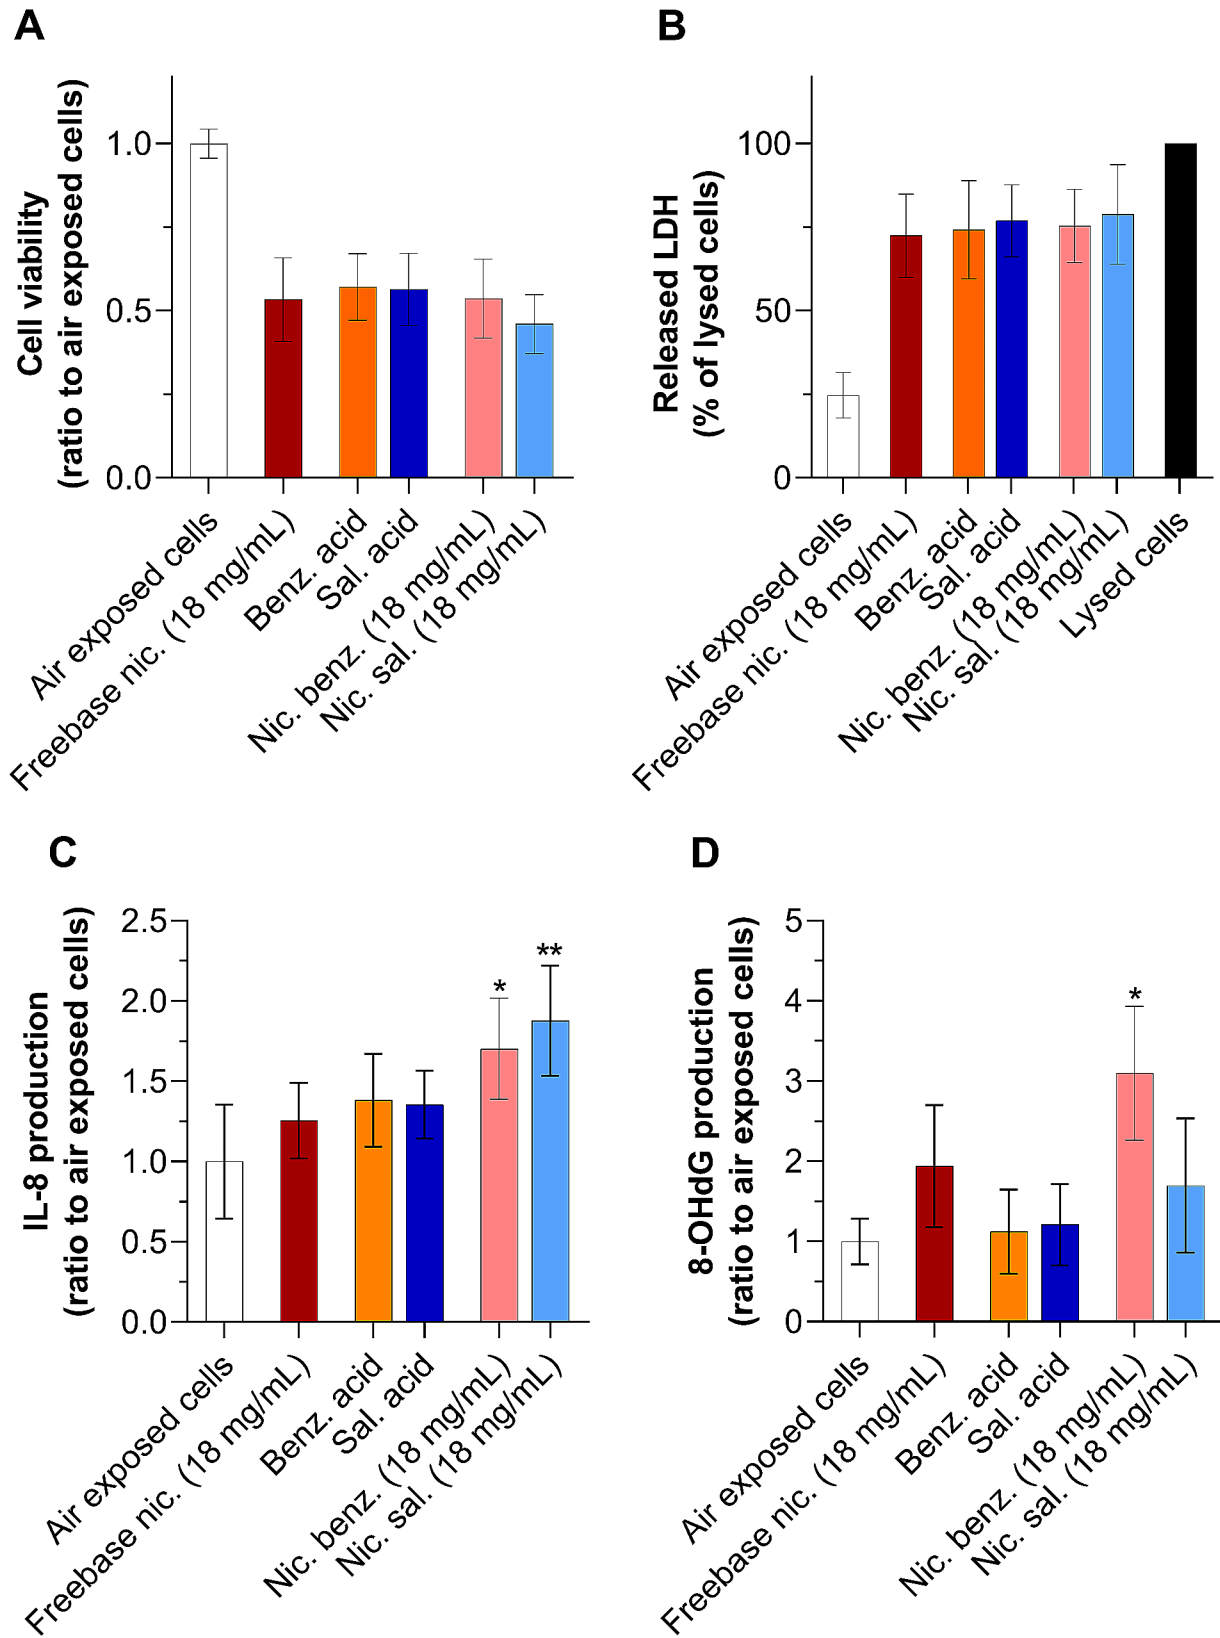 A
Cell viability
(ratio to air exposed cells)
1.0
0.5
0.0
Air exposed cells
Freebase nic. (18 mg/mL)
Benz. acid
Sal. acid
Nic. benz. (18 mg/mL)
Nic. sal. (18 mg/mL)
B
Released LDH
(% of lysed cells)
100
50
0
Air exposed cells
Freebase nic. (18 mg/mL)
Benz. acid
Sal. acid
Nic. benz. (18 mg/mL)
Nic. sal. (18 mg/mL)
Lysed cells
C
IL-8 production
(ratio to air exposed cells)
2.5
2.0
1.5
1.0
0.5
0.0
*
**
Air exposed cells
Freebase nic. (18 mg/mL)
Benz. acid
Sal. acid
Nic. benz. (18 mg/mL)
Nic. sal. (18 mg/mL)
D
8-OHdG production
(ratio to air exposed cells)
5
4
3
2
1
0
*
Air exposed cells
Freebase nic. (18 mg/mL)
Benz. acid
Sal. acid
Nic. benz. (18 mg/mL)
Nic. sal. (18 mg/mL)